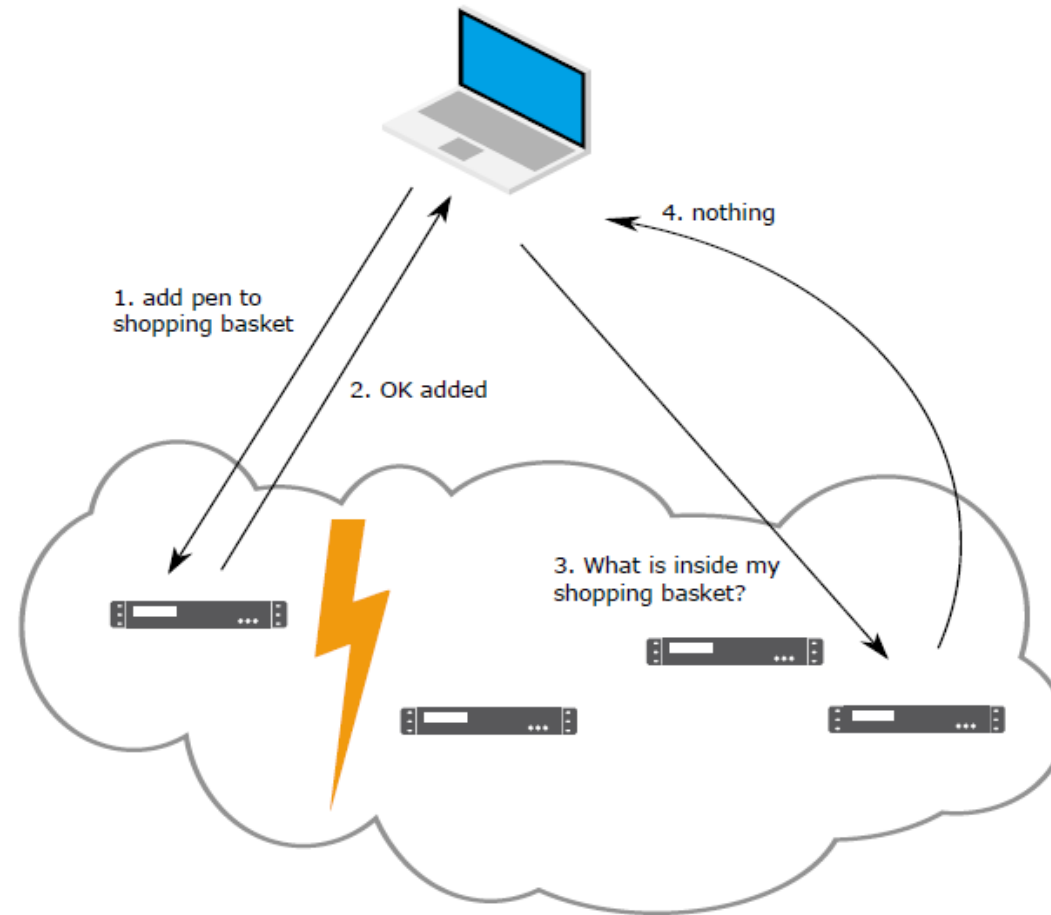 1. add pen to
shopping basket
2. OK added
3. What is inside my
shopping basket?
4. nothing